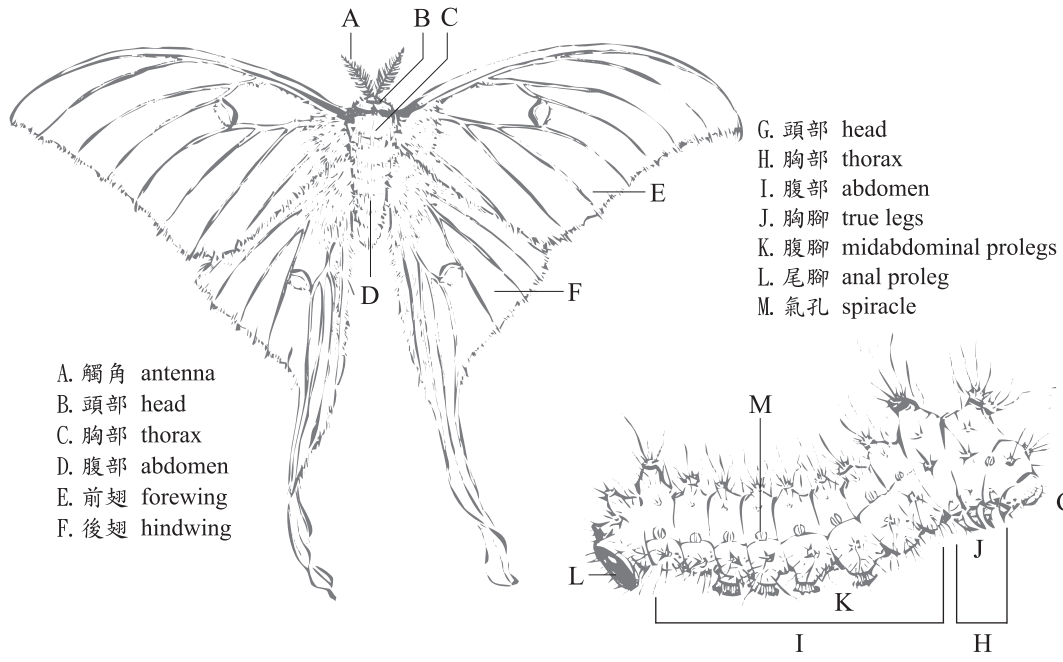 A B C
G. 頭部 head
H. 胸部 thorax
I. 腹部 abdomen
J. 胸腳 true legs
K. 腹腳 midabdominal prolegs
L. 尾腳 anal proleg
M. 氣孔 spiracle
E
D
F
A. 觸角 antenna
B. 頭部 head
C. 胸部 thorax
D. 腹部 abdomen
E. 前翅 forewing
F. 後翅 hindwing
M
G
J
L
K
I
H